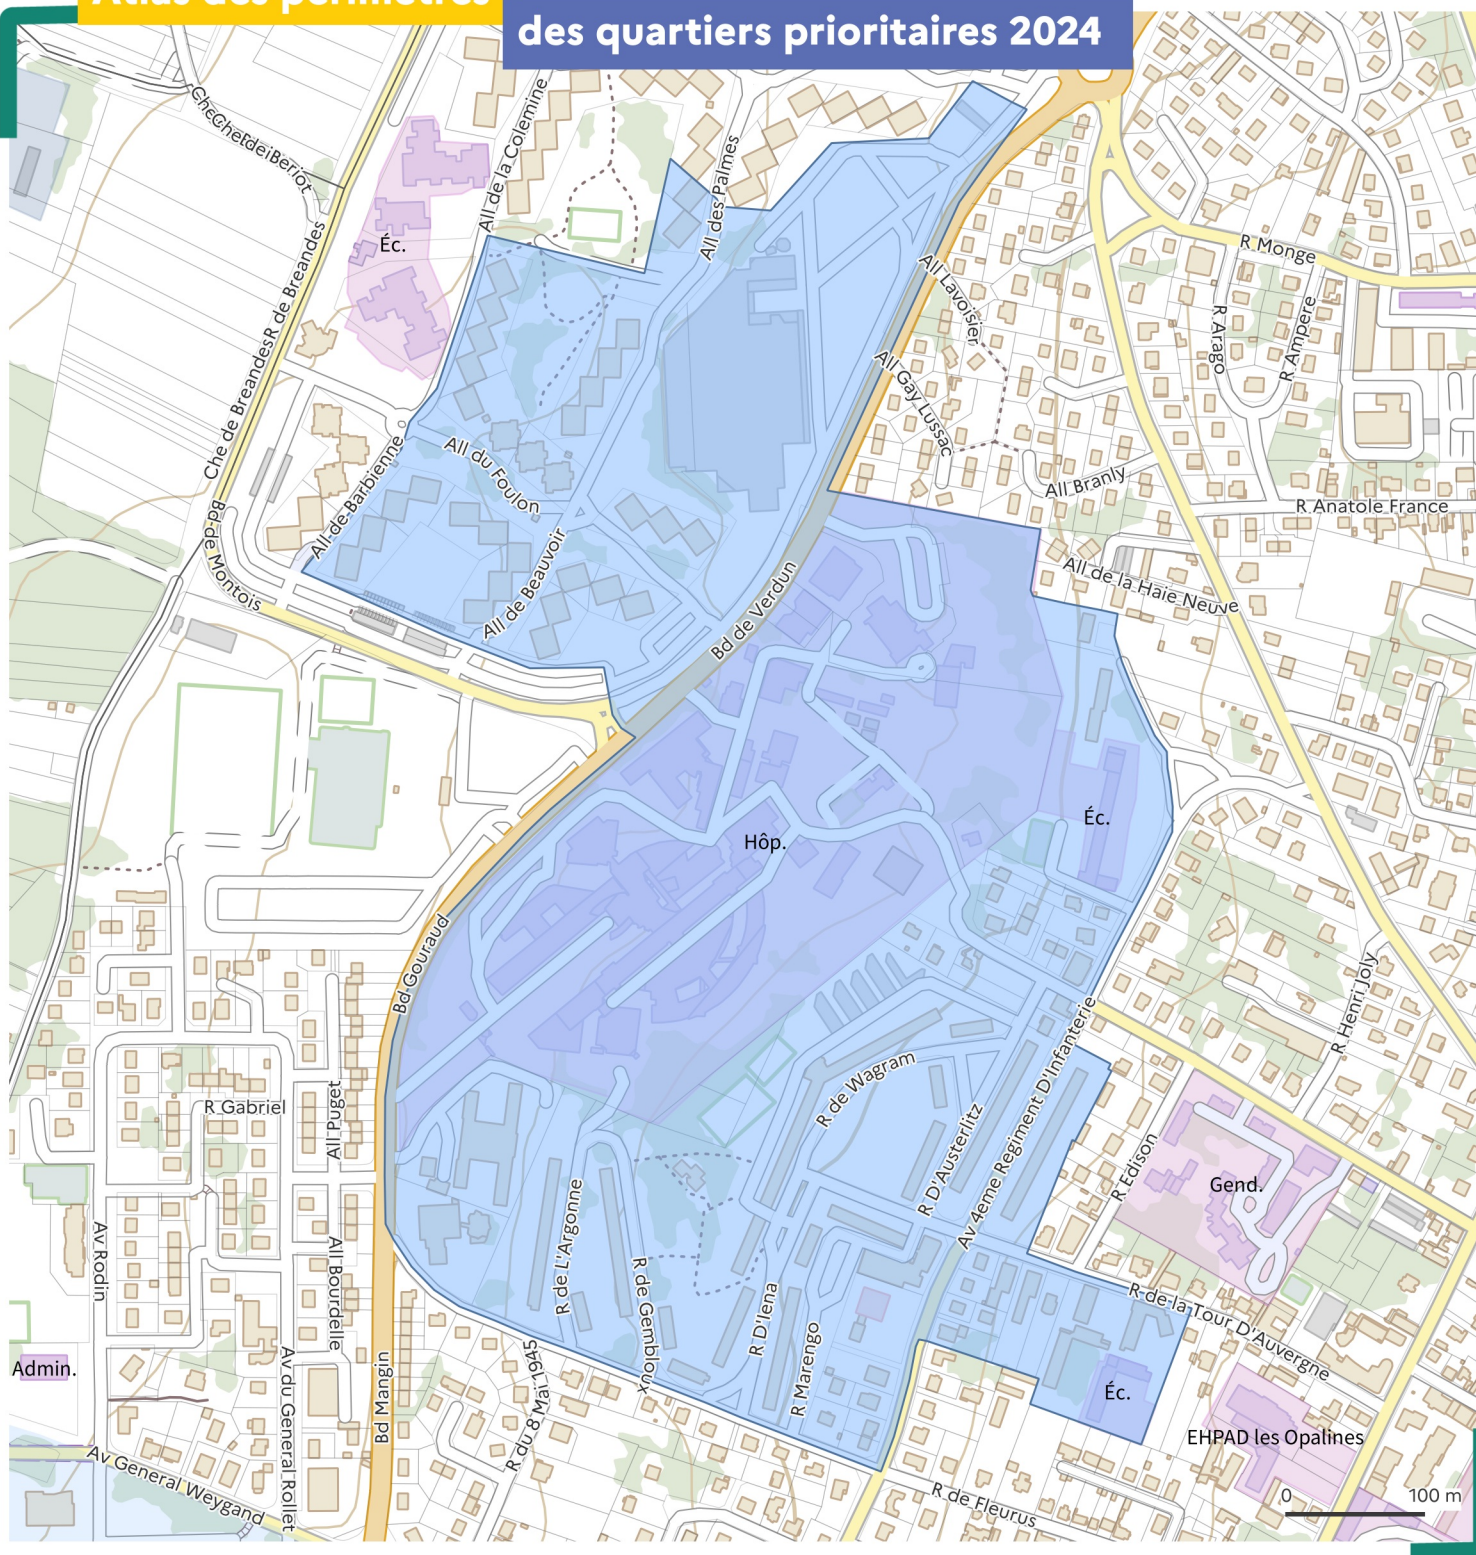 Atlas des périmètres
des quartiers prioritaires 2024
All de la Colemine
All des Palmes
Éc.
R de Breandes
Che de Breandes
R Monge
All Lavoisier
R Arago
R Ampere
All Gay Lussac
All Branly
R Anatole France
All du Foulon
All de Barbienne
Bd de Montois
All de Beauvoir
Bd de Verdun
All de la Haie Neuve
Éc.
Hôp.
Bd Gouraud
R Henri Joly
R de Wagram
R Gabriel
All Puget
R D'Austerlitz
Av 4eme Regiment D'Infanterie
R Edison
Gend.
Av Rodin
All Bourdelle
R de L'Argonne
R de Gembloux
R D'Iena
R Marengo
R de la Tour D'Auvergne
Admin.
Bd Mangin
R du 8 Mai 1945
Éc.
EHPAD les Opalines
Av du General Rollet
Av General Weygand
R de Fleurus
0 100 m